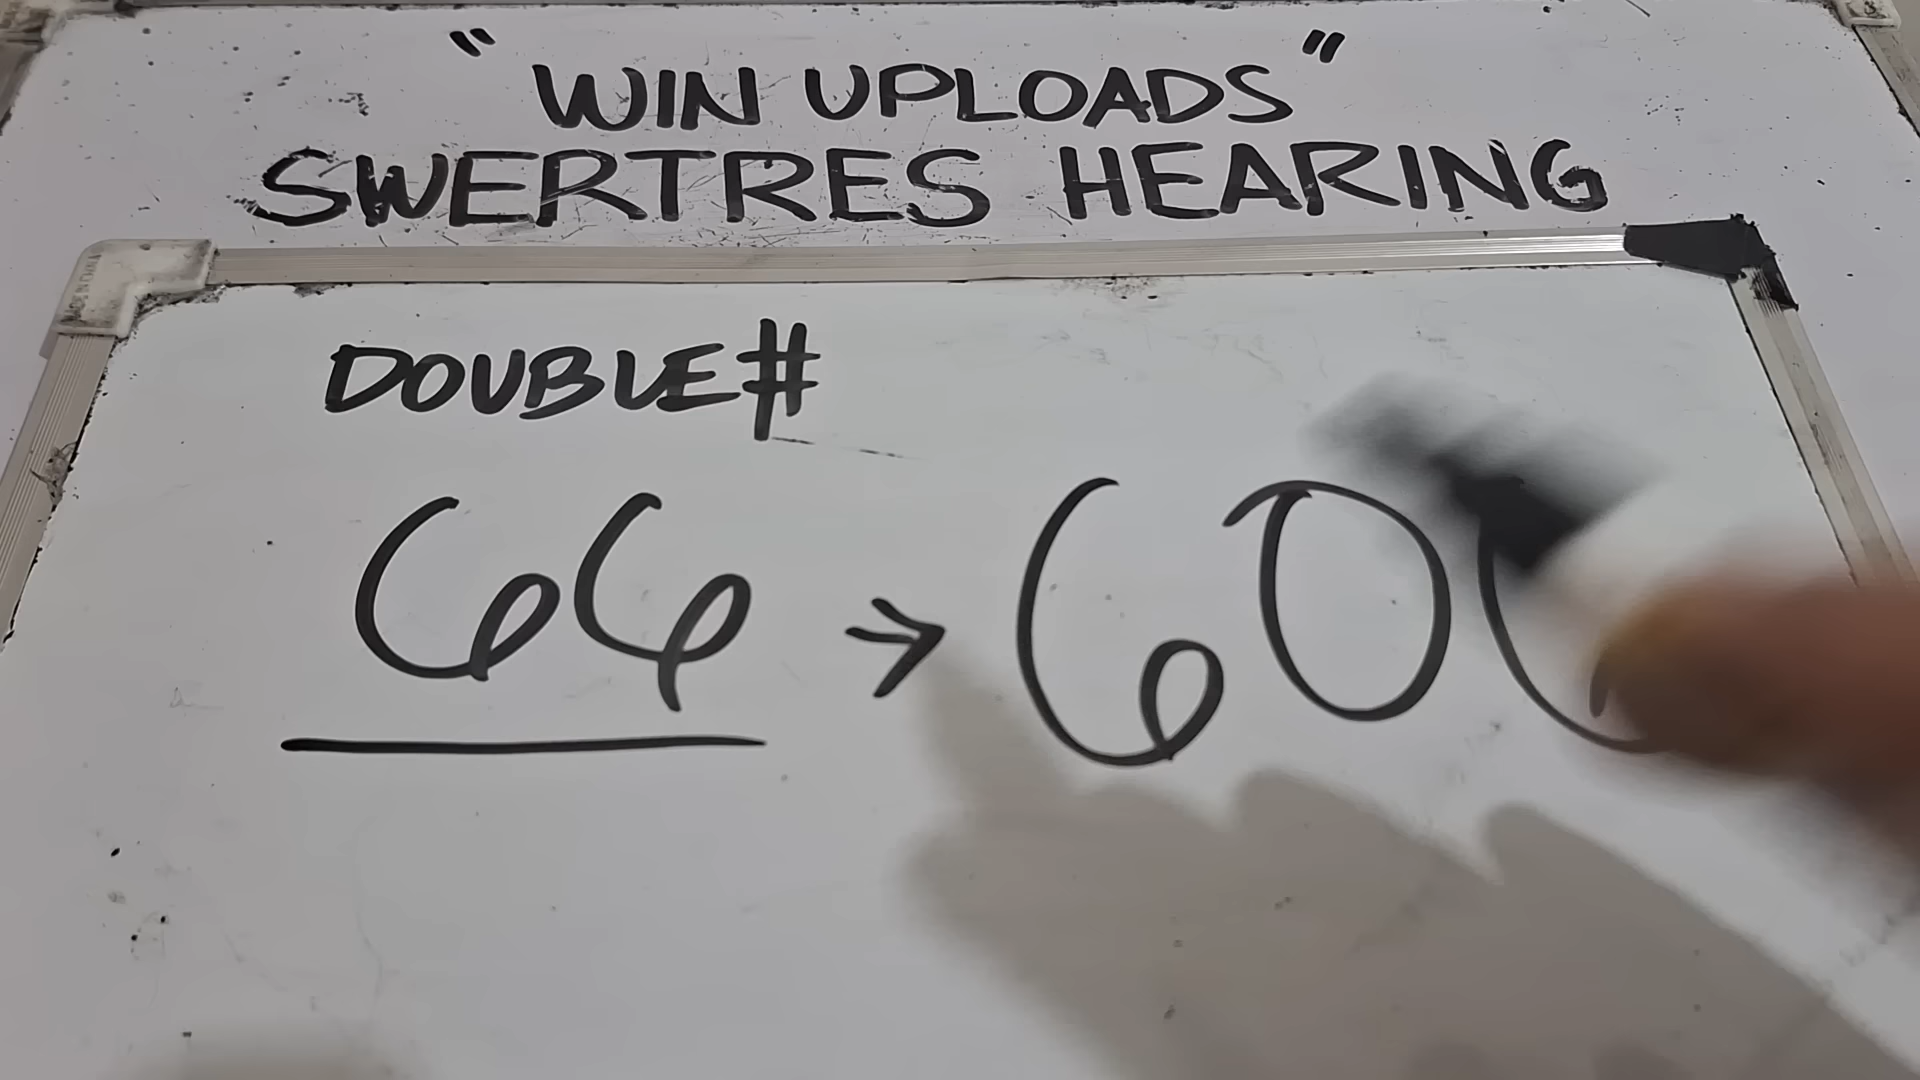 "WIN UPLOADS"
SWERTRES HEARING
DOUBLE#
66 → 60